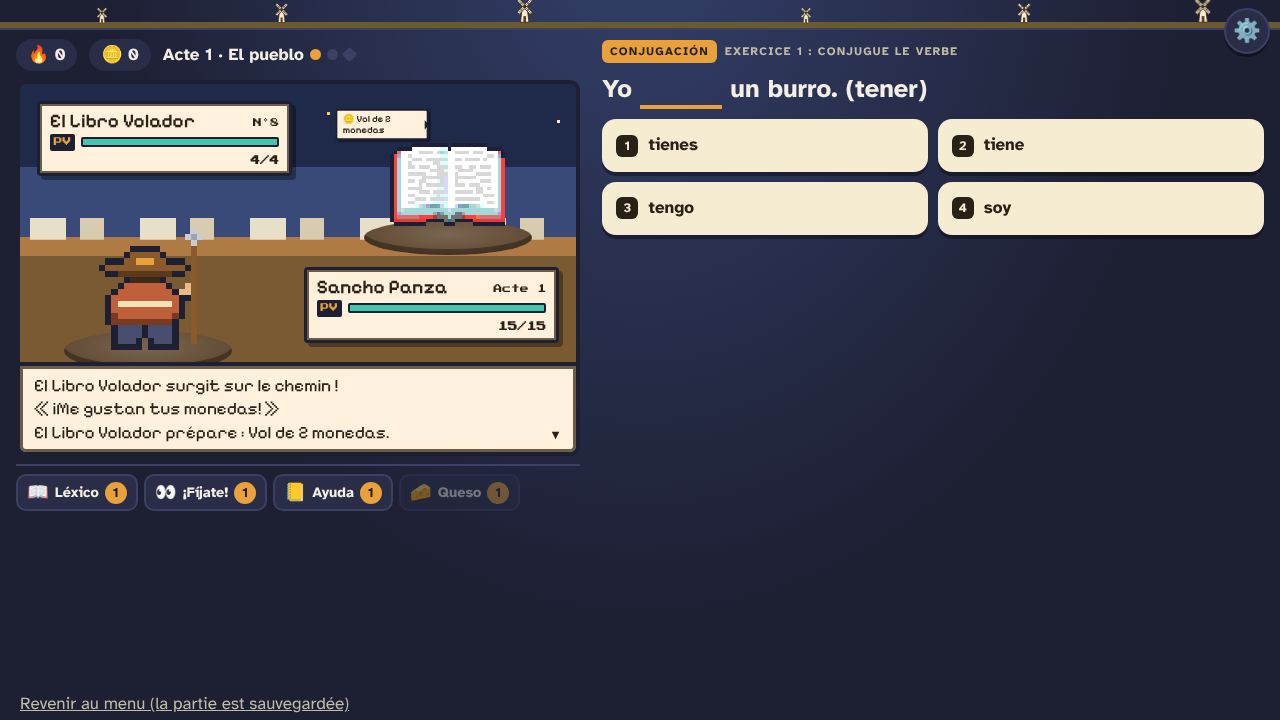 🔥 0
🪙 0
Acte 1 · El pueblo
El Libro Volador N°8
PV
4/4
🪙 Vol de 2 monedas
Sancho Panza Acte 1
PV
15/15
El Libro Volador surgit sur le chemin !
« ¡Me gustan tus monedas! »
El Libro Volador prépare : Vol de 2 monedas.
📖 Léxico 1
👀 ¡Fíjate! 1
📒 Ayuda 1
🧀 Queso 1
Revenir au menu (la partie est sauvegardée)
CONJUGACIÓN EXERCICE 1 : CONJUGUE LE VERBE
Yo ______ un burro. (tener)
1 tienes
2 tiene
3 tengo
4 soy